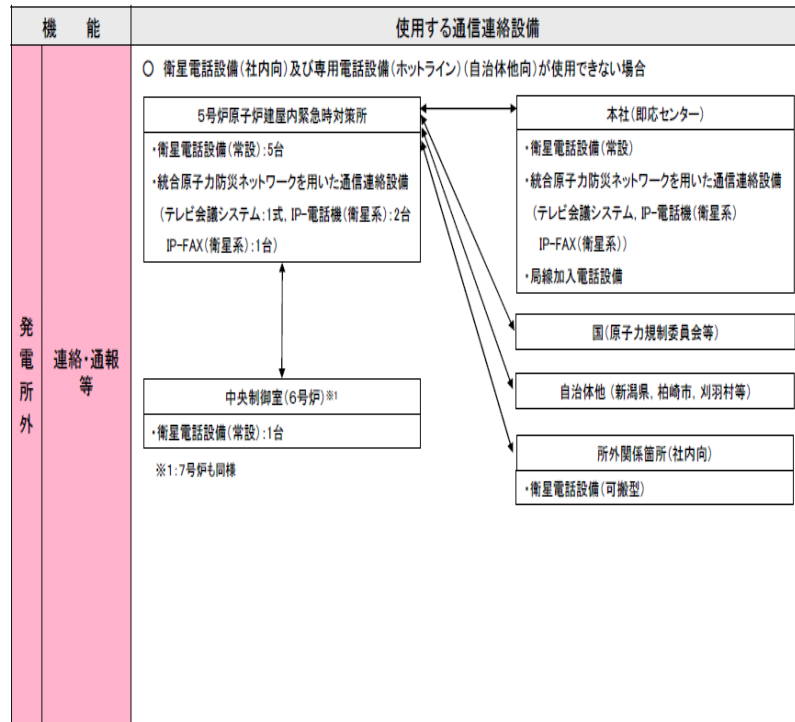 機　能
使用する通信連絡設備
発電所外
連絡・通報等
○ 衛星電話設備(社内向)及び専用電話設備(ホットライン)(自治体他向)が使用できない場合
5号炉原子炉建屋内緊急時対策所
・衛星電話設備(常設):5台
・統合原子力防災ネットワークを用いた通信連絡設備
(テレビ会議システム:1式, IP-電話機(衛星系):2台
IP-FAX(衛星系):1台)
本社(即応センター)
・衛星電話設備(常設)
・統合原子力防災ネットワークを用いた通信連絡設備
(テレビ会議システム, IP-電話機(衛星系)
IP-FAX(衛星系))
・局線加入電話設備
国(原子力規制委員会等)
自治体他 (新潟県, 柏崎市, 刈羽村等)
中央制御室(6号炉)※1
・衛星電話設備(常設):1台
※1:7号炉も同様
所外関係箇所(社内向)
・衛星電話設備(可搬型)